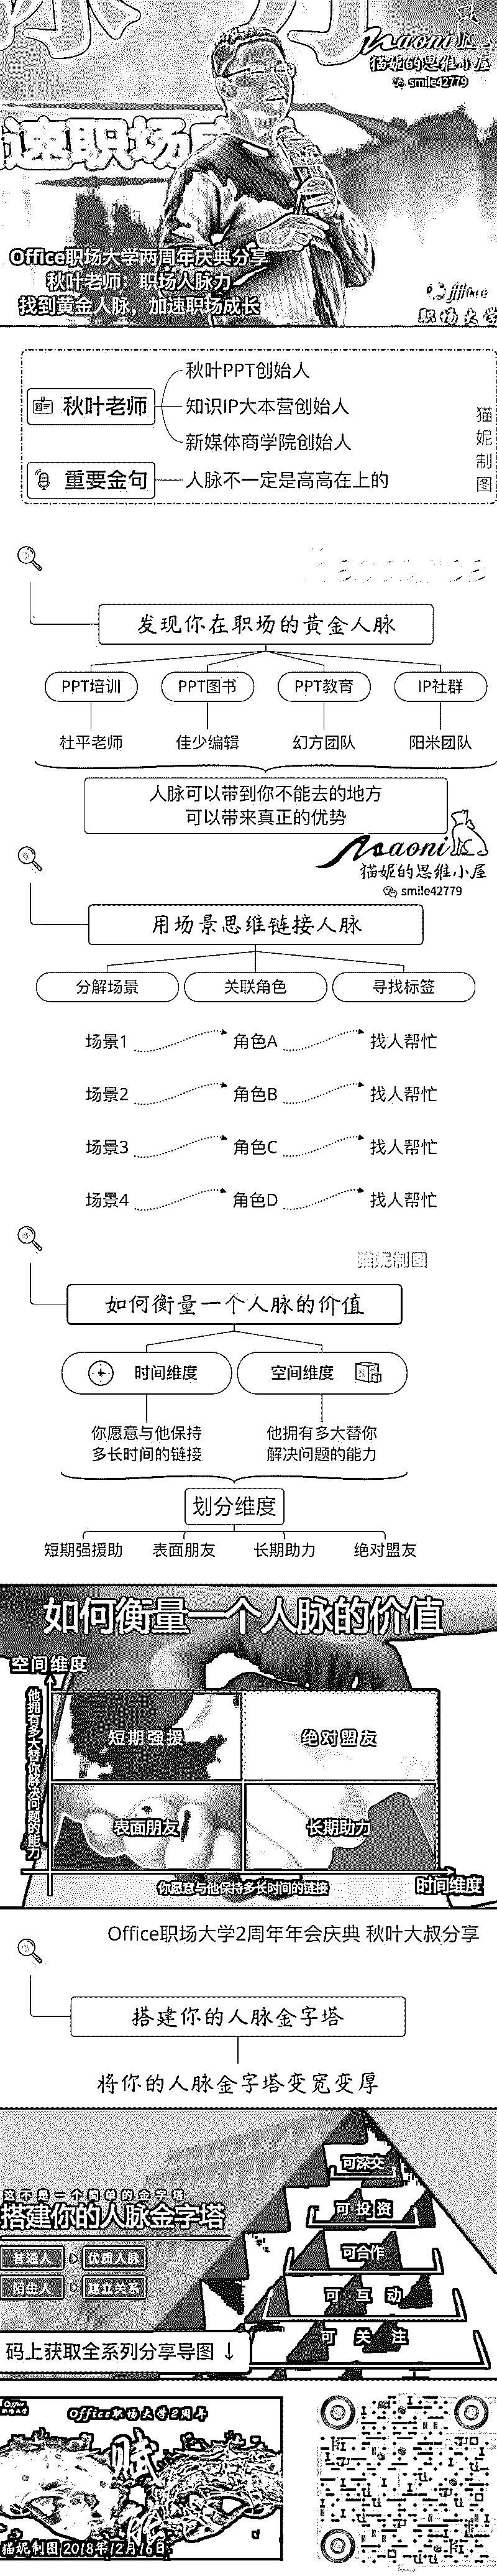 Maoni
猫妮的思维小屋
smile42779
速职场
Office职场大学两周年庆典分享
秋叶老师：职场人脉力
找到黄金人脉，加速职场成长
office
职场大学
秋叶老师
秋叶PPT创始人
知识IP大本营创始人
新媒体商学院创始人
重要金句
人脉不一定是高高在上的
猫妮制图
发现你在职场的黄金人脉
PPT培训
PPT图书
PPT教育
IP社群
杜平老师
佳少编辑
幻方团队
阳米团队
人脉可以带到你不能去的地方
可以带来真正的优势
Maoni
猫妮的思维小屋
smile42779
用场景思维链接人脉
分解场景
关联角色
寻找标签
场景1
角色A
找人帮忙
场景2
角色B
找人帮忙
场景3
角色C
找人帮忙
场景4
角色D
找人帮忙
猫妮制图
如何衡量一个人脉的价值
时间维度
空间维度
你愿意与他保持
多长时间的链接
他拥有多大替你
解决问题的能力
划分维度
短期强援助
表面朋友
长期助力
绝对盟友
如何衡量一个人脉的价值
空间维度
他拥有多大替你解决问题的能力
短期强援
绝对盟友
表面朋友
长期助力
你愿意与他保持多长时间的链接
时间维度
Office职场大学2周年年会庆典 秋叶大叔分享
搭建你的人脉金字塔
将你的人脉金字塔变宽变厚
这不是一个简单的金字塔
搭建你的人脉金字塔
普通人
优质人脉
陌生人
建立关系
可深交
可投资
可合作
可互动
可关注
码上获取全系列分享导图 ↓
Office职场大学2周年
赋
猫妮制图 2018年12月16日